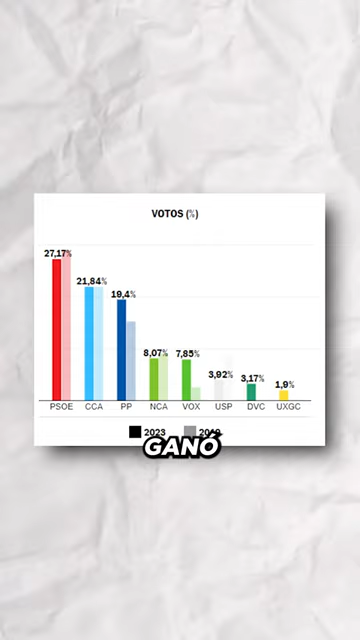 VOTOS (%)
27,17% 21,84% 19,4% 8,07% 7,85% 3,92% 3,17% 1,9%
PSOE CCA PP NCA VOX USP DVC UXGC
2023 2019
GANÓ